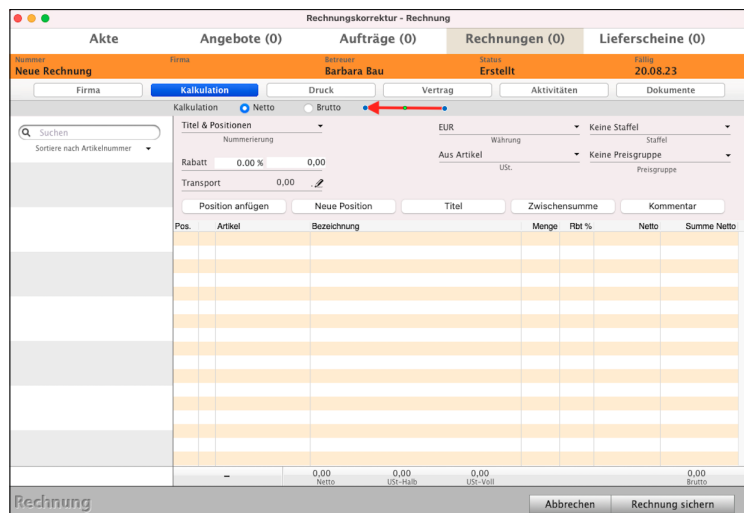 Rechnungskorrektur - Rechnung
Akte Angebote (0) Aufträge (0) Rechnungen (0) Lieferscheine (0)
Nummer Firma Betreuer Status Fällig
Neue Rechnung Barbara Bau Erstellt 20.08.23
Firma Kalkulation Druck Vertrag Aktivitäten Dokumente
Kalkulation Netto Brutto
Suchen
Sortiere nach Artikelnummer
Titel & Positionen EUR Keine Staffel
Nummerierung Währung Staffel
Rabatt 0.00 % 0,00 Aus Artikel Keine Preisgruppe
USt. Preisgruppe
Transport 0,00
Position anfügen Neue Position Titel Zwischensumme Kommentar
Pos. Artikel Bezeichnung Menge Rbt % Netto Summe Netto
– 0,00 0,00 0,00 0,00
Netto USt-Halb USt-Voll Brutto
Rechnung Abbrechen Rechnung sichern